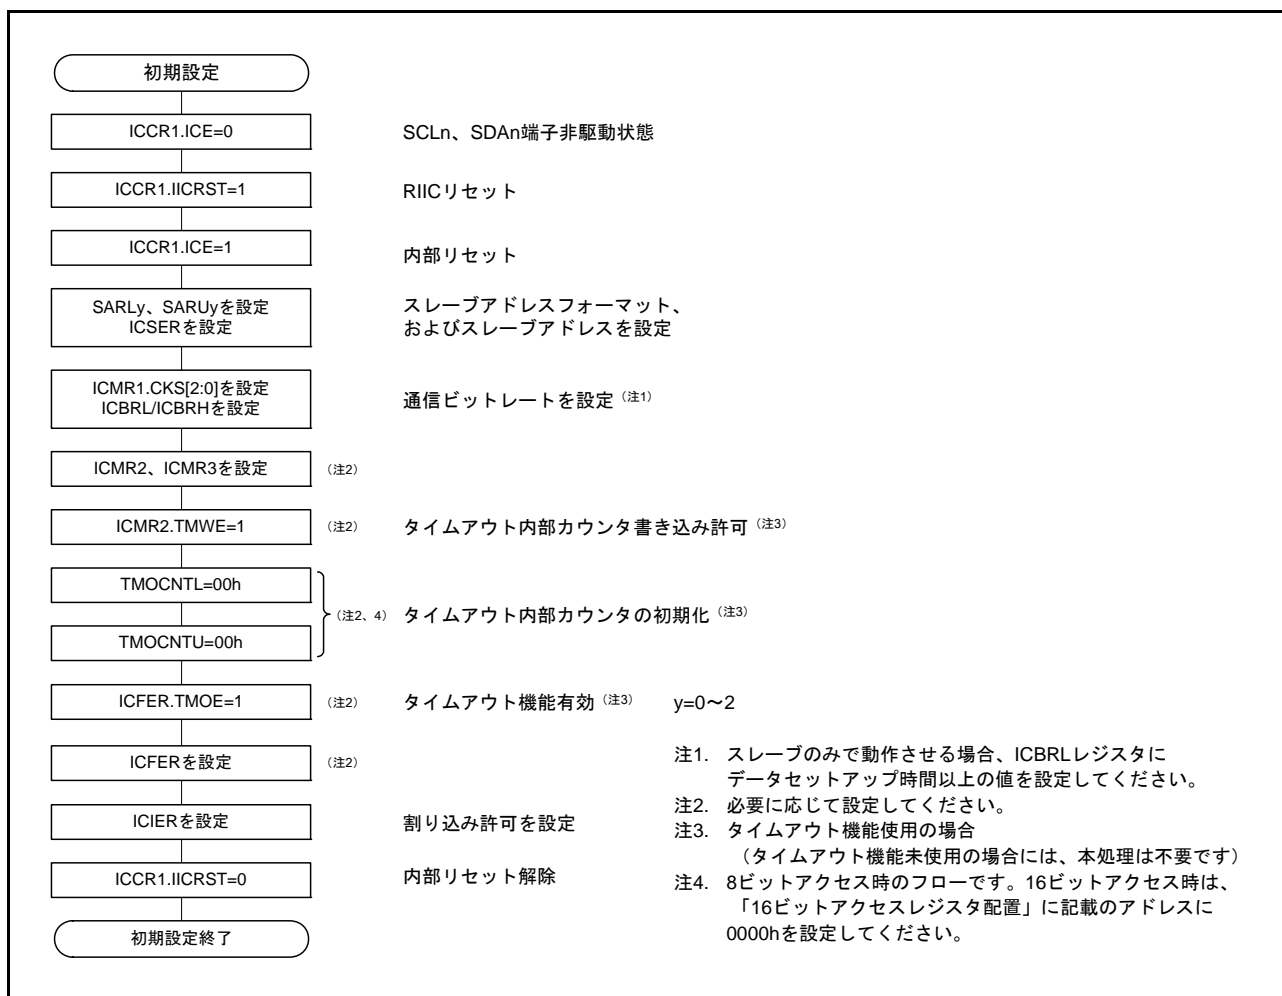 初期設定
ICCR1.ICE=0
SCLn、SDAn端子非駆動状態
ICCR1.IICRST=1
RIICリセット
ICCR1.ICE=1
内部リセット
SARLy、SARUyを設定
ICSERを設定
スレーブアドレスフォーマット、
およびスレーブアドレスを設定
ICMR1.CKS[2:0]を設定
ICBRL/ICBRHを設定
通信ビットレートを設定（注1）
ICMR2、ICMR3を設定
（注2）
ICMR2.TMWE=1
（注2）
タイムアウト内部カウンタ書き込み許可（注3）
TMOCNTL=00h
TMOCNTU=00h
（注2、4）
タイムアウト内部カウンタの初期化（注3）
ICFER.TMOE=1
（注2）
タイムアウト機能有効（注3）
y=0～2
ICFERを設定
（注2）
ICIERを設定
割り込み許可を設定
ICCR1.IICRST=0
内部リセット解除
初期設定終了
注1. スレーブのみで動作させる場合、ICBRLレジスタに
データセットアップ時間以上の値を設定してください。
注2. 必要に応じて設定してください。
注3. タイムアウト機能使用の場合
（タイムアウト機能未使用の場合には、本処理は不要です）
注4. 8ビットアクセス時のフローです。16ビットアクセス時は、
「16ビットアクセスレジスタ配置」に記載のアドレスに
0000hを設定してください。